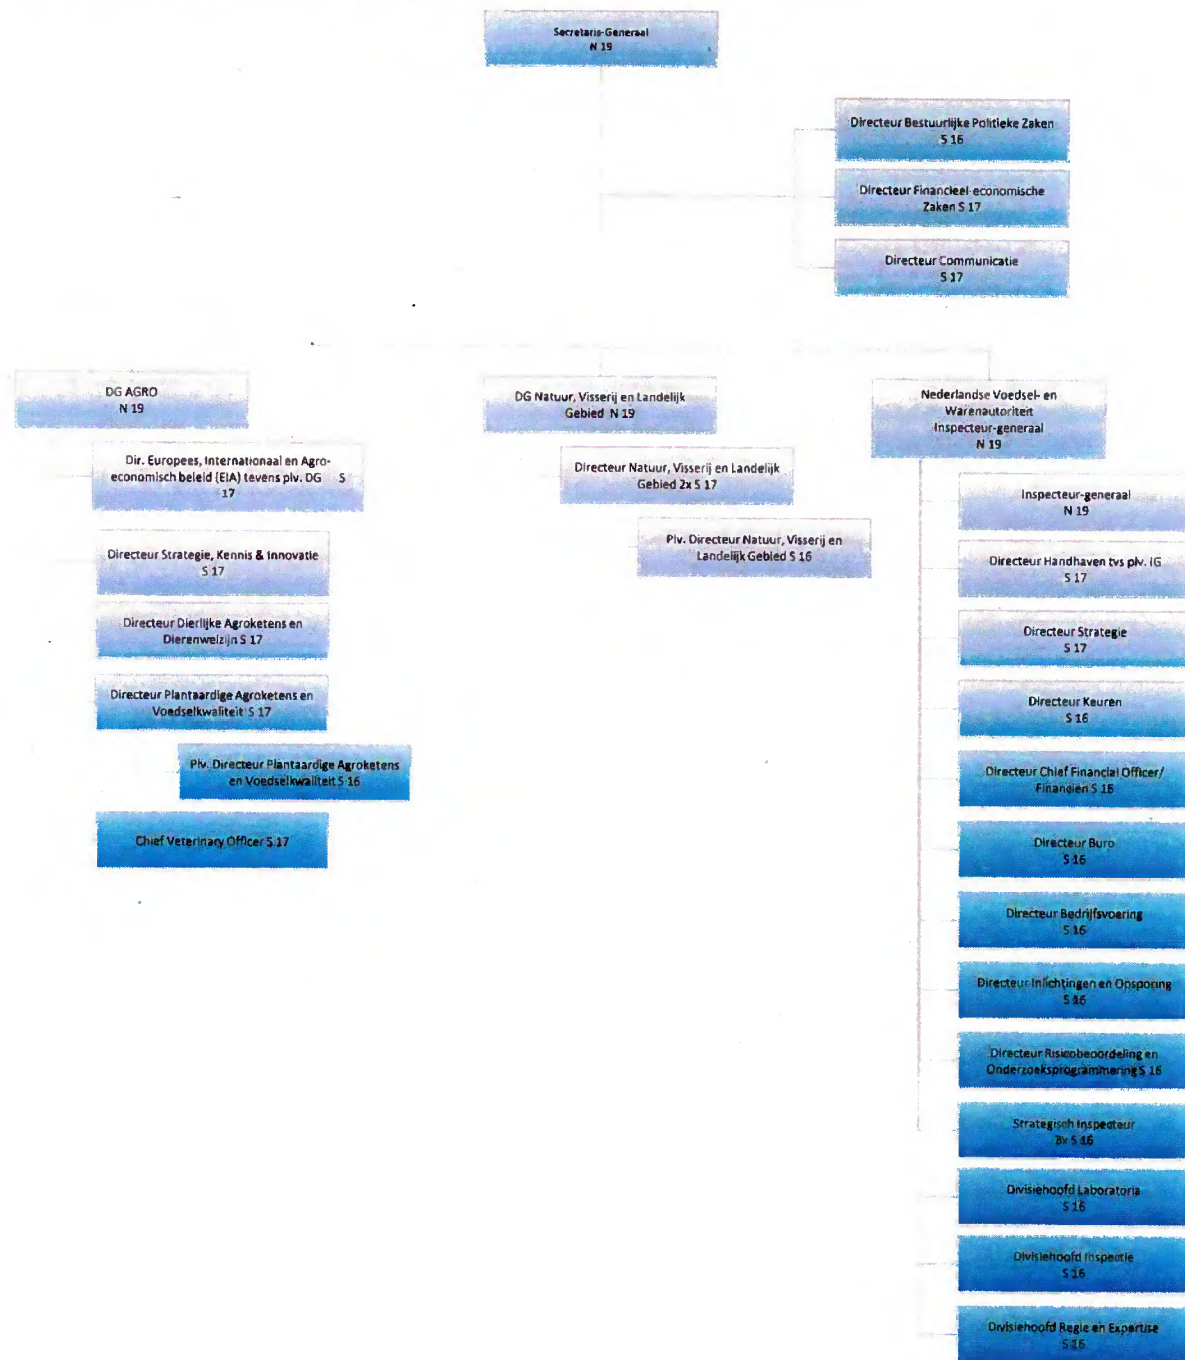 Secretaris-Generaal
N 19
Directeur Bestuurlijke Politieke Zaken
S 16
Directeur Financieel-economische
Zaken S 17
Directeur Communicatie
S 17
DG AGRO
N 19
Dir. Europees, Internationaal en Agro-
economisch beleid (EIA) tevens plv. DG S
17
Directeur Strategie, Kennis & Innovatie
S 17
Directeur Dierlijke Agroketens en
Dierenwelzijn S 17
Directeur Plantaardige Agroketens en
Voedselkwaliteit S 17
Plv. Directeur Plantaardige Agroketens
en Voedselkwaliteit S 16
Chief Veterinary Officer S 17
DG Natuur, Visserij en Landelijk
Gebied N 19
Directeur Natuur, Visserij en Landelijk
Gebied 2x S 17
Plv. Directeur Natuur, Visserij en
Landelijk Gebied S 16
Nederlandse Voedsel- en
Warenautoriteit
Inspecteur-generaal
N 19
Inspecteur-generaal
N 19
Directeur Handhaven tvs plv. IG
S 17
Directeur Strategie
S 17
Directeur Keuren
S 16
Directeur Chief Financial Officer/
Financiën S 16
Directeur Buro
S 16
Directeur Bedrijfsvoering
S 16
Directeur Inlichtingen en Opsporing
S 16
Directeur Risicobeoordeling en
Onderzoeksprogrammering S 16
Strategisch Inspecteur
3x S 16
Divisiehoofd Laboratoria
S 16
Divisiehoofd Inspectie
S 16
Divisiehoofd Regie en Expertise
S 16